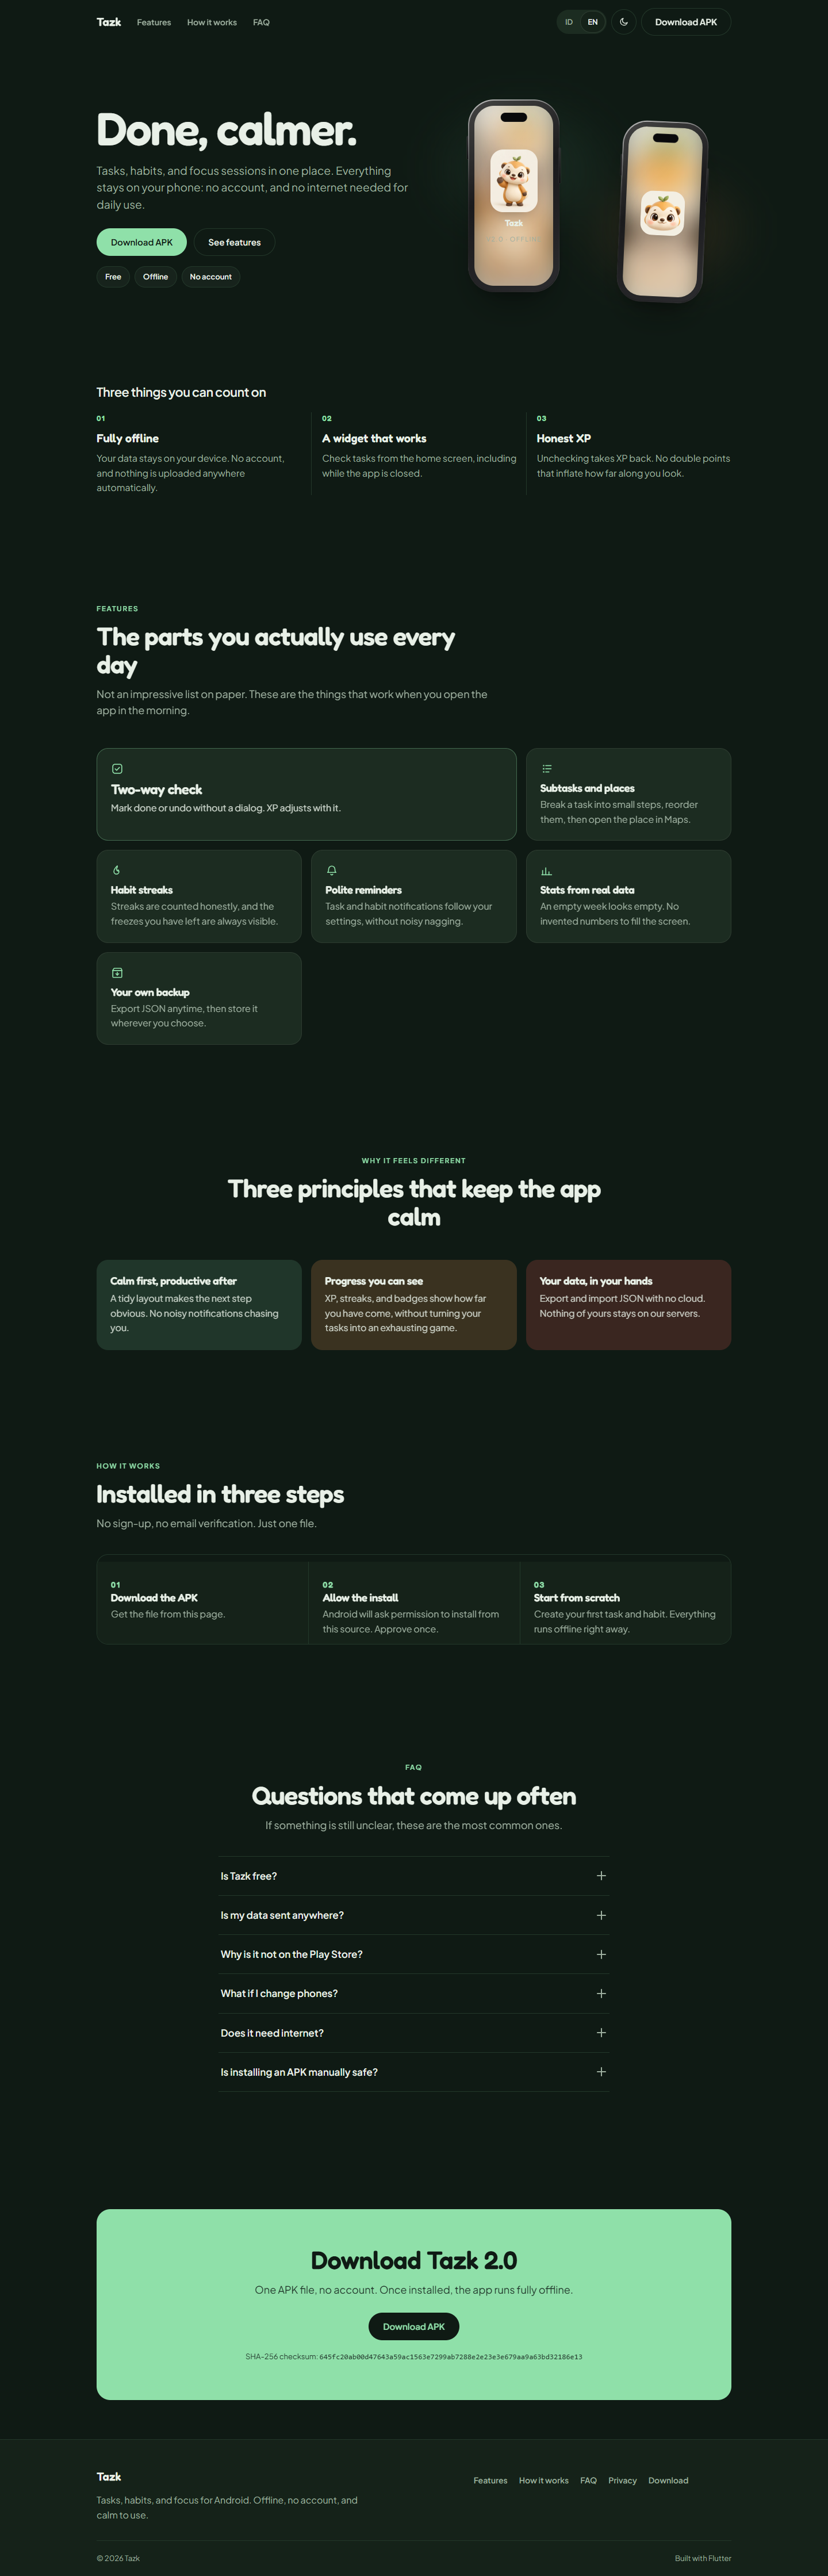 Tazk
Features
How it works
FAQ
ID
EN
Download APK
Done, calmer.
Tasks, habits, and focus sessions in one place. Everything
stays on your phone: no account, and no internet needed for
daily use.
Download APK
See features
Free
Offline
No account
Tazk
Three things you can count on
01
Fully offline
Your data stays on your device. No account,
and nothing is uploaded anywhere
automatically.
02
A widget that works
Check tasks from the home screen, including
while the app is closed.
03
Honest XP
Unchecking takes XP back. No double points
that inflate how far along you look.
FEATURES
The parts you actually use every
day
Not an impressive list on paper. These are the things that work when you open the
app in the morning.
Two-way check
Mark done or undo without a dialog. XP adjusts with it.
Subtasks and places
Break a task into small steps, reorder
them, then open the place in Maps.
Habit streaks
Streaks are counted honestly, and the
freezes you have left are always visible.
Polite reminders
Task and habit notifications follow your
settings, without noisy nagging.
Stats from real data
An empty week looks empty. No
invented numbers to fill the screen.
Your own backup
Export JSON anytime, then store it
wherever you choose.
WHY IT FEELS DIFFERENT
Three principles that keep the app
calm
Calm first, productive after
A tidy layout makes the next step
obvious. No noisy notifications chasing
you.
Progress you can see
XP, streaks, and badges show how far
you have come, without turning your
tasks into an exhausting game.
Your data, in your hands
Export and import JSON with no cloud.
Nothing of yours stays on our servers.
HOW IT WORKS
Installed in three steps
No sign-up, no email verification. Just one file.
01
Download the APK
Get the file from this page.
02
Allow the install
Android will ask permission to install from
this source. Approve once.
03
Start from scratch
Create your first task and habit. Everything
runs offline right away.
FAQ
Questions that come up often
If something is still unclear, these are the most common ones.
Is Tazk free?
Is my data sent anywhere?
Why is it not on the Play Store?
What if I change phones?
Does it need internet?
Is installing an APK manually safe?
Download Tazk 2.0
One APK file, no account. Once installed, the app runs fully offline.
Download APK
SHA-256 checksum: 645fc20ab00d47643a59ac1563e7299ab7288e2e23e3e679aa9a63bd32186e13
Tazk
Tasks, habits, and focus for Android. Offline, no account, and
calm to use.
Features
How it works
FAQ
Privacy
Download
© 2026 Tazk
Built with Flutter